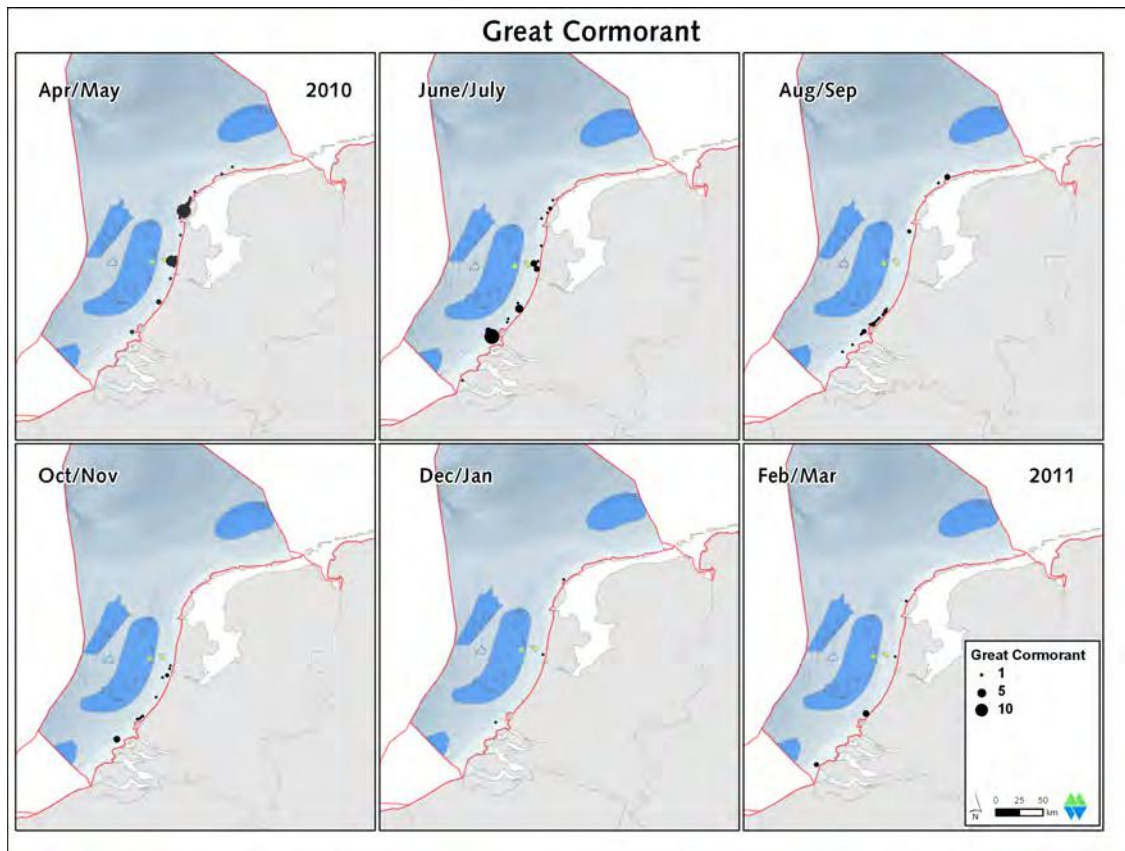 Great Cormorant
Apr/May 2010
June/July
Aug/Sep
Oct/Nov
Dec/Jan
Feb/Mar 2011
Great Cormorant
1
5
10
N
0 25 50
km